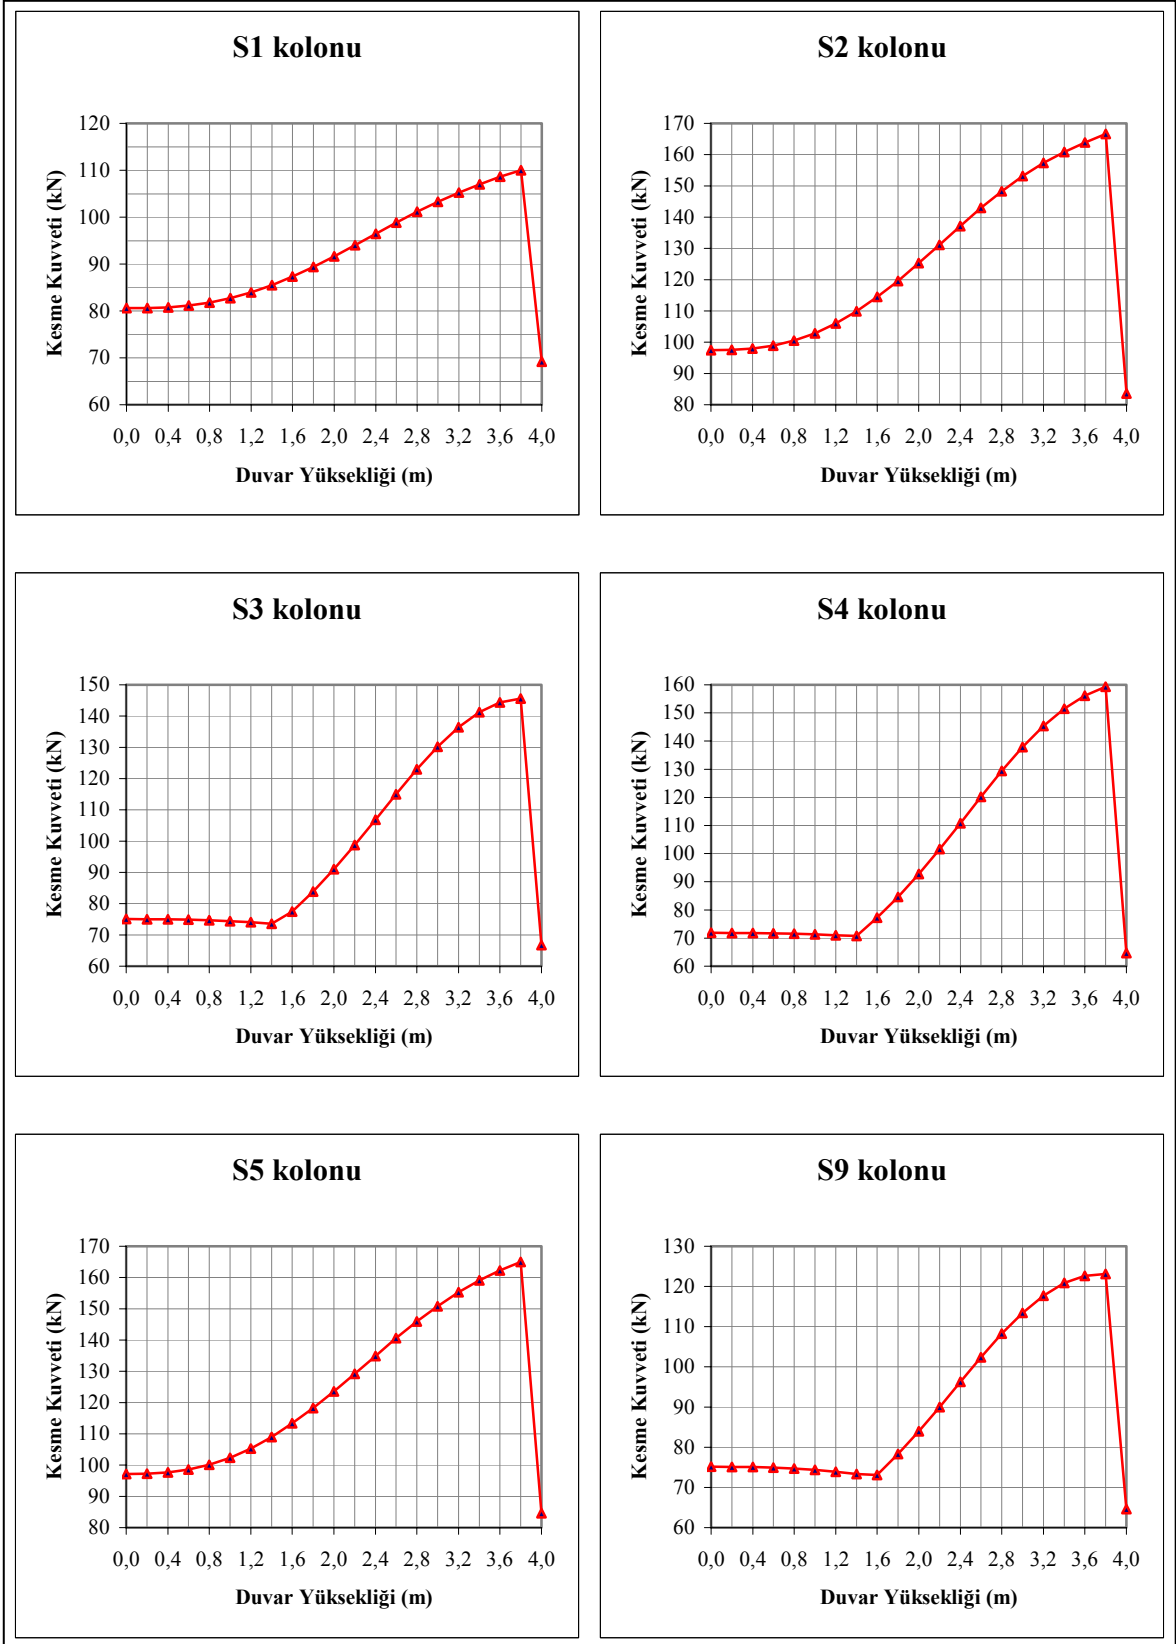 S1 kolonu
Kesme Kuvveti (kN)
120
110
100
90
80
70
60
0,0 0,4 0,8 1,2 1,6 2,0 2,4 2,8 3,2 3,6 4,0
Duvar Yüksekliği (m)
S2 kolonu
Kesme Kuvveti (kN)
170
160
150
140
130
120
110
100
90
80
0,0 0,4 0,8 1,2 1,6 2,0 2,4 2,8 3,2 3,6 4,0
Duvar Yüksekliği (m)
S3 kolonu
Kesme Kuvveti (kN)
150
140
130
120
110
100
90
80
70
60
0,0 0,4 0,8 1,2 1,6 2,0 2,4 2,8 3,2 3,6 4,0
Duvar Yüksekliği (m)
S4 kolonu
Kesme Kuvveti (kN)
160
150
140
130
120
110
100
90
80
70
60
0,0 0,4 0,8 1,2 1,6 2,0 2,4 2,8 3,2 3,6 4,0
Duvar Yüksekliği (m)
S5 kolonu
Kesme Kuvveti (kN)
170
160
150
140
130
120
110
100
90
80
0,0 0,4 0,8 1,2 1,6 2,0 2,4 2,8 3,2 3,6 4,0
Duvar Yüksekliği (m)
S9 kolonu
Kesme Kuvveti (kN)
130
120
110
100
90
80
70
60
0,0 0,4 0,8 1,2 1,6 2,0 2,4 2,8 3,2 3,6 4,0
Duvar Yüksekliği (m)